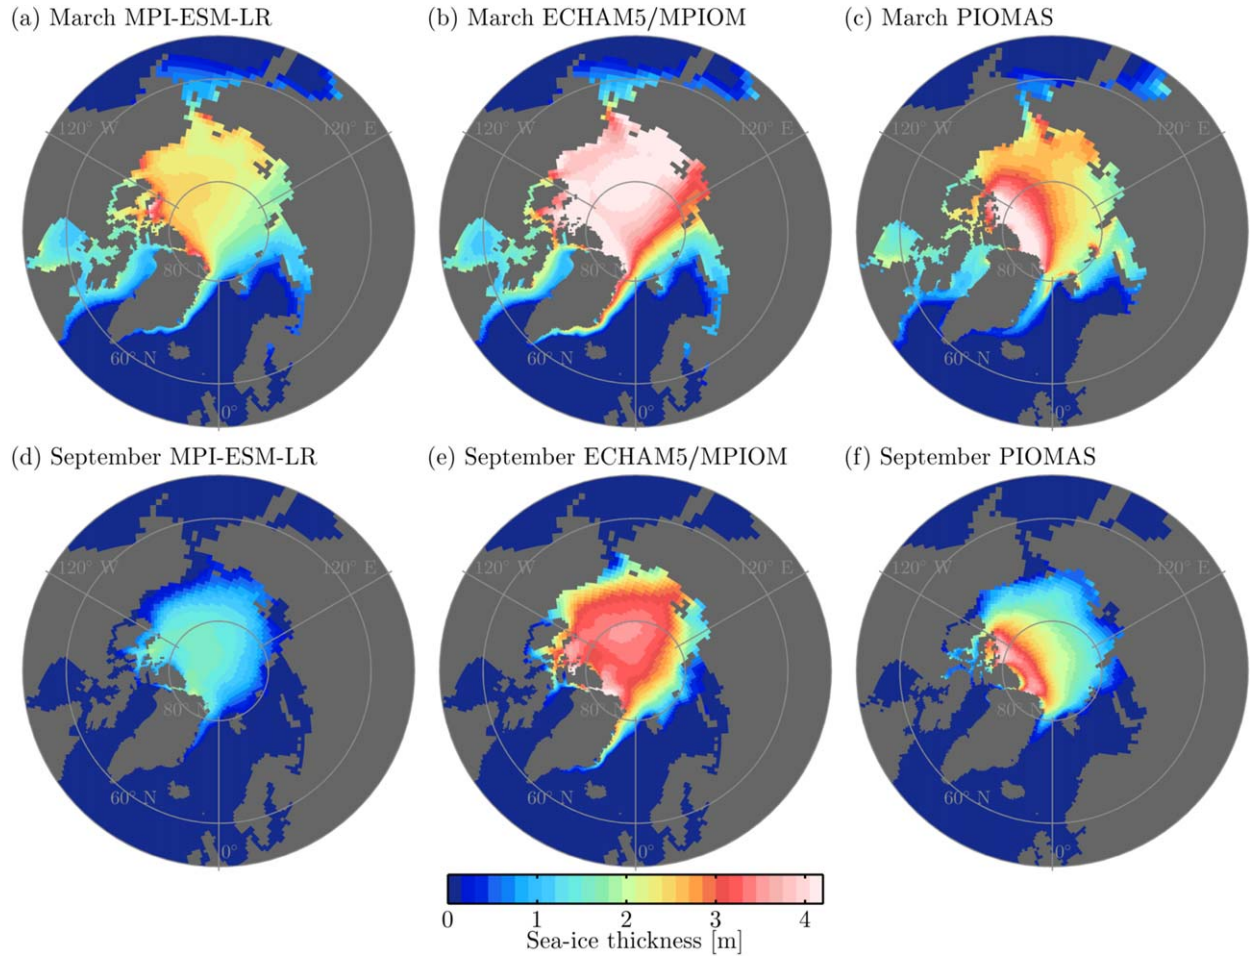 (a) March MPI-ESM-LR
(b) March ECHAM5/MPIOM
(c) March PIOMAS
120° W
120° E
80° N
60° N
0°
120° W
120° E
80° N
60° N
0°
120° W
120° E
80° N
60° N
0°
(d) September MPI-ESM-LR
(e) September ECHAM5/MPIOM
(f) September PIOMAS
120° W
120° E
80° N
60° N
0°
120° W
120° E
80° N
60° N
0°
120° W
120° E
80° N
60° N
0°
0 1 2 3 4
Sea-ice thickness [m]